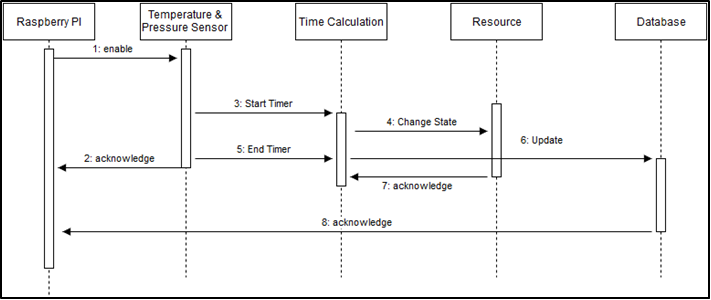 Raspberry PI
Temperature &
Pressure Sensor
Time Calculation
Resource
Database
1: enable
3: Start Timer
4: Change State
6: Update
2: acknowledge
5: End Timer
7: acknowledge
8: acknowledge